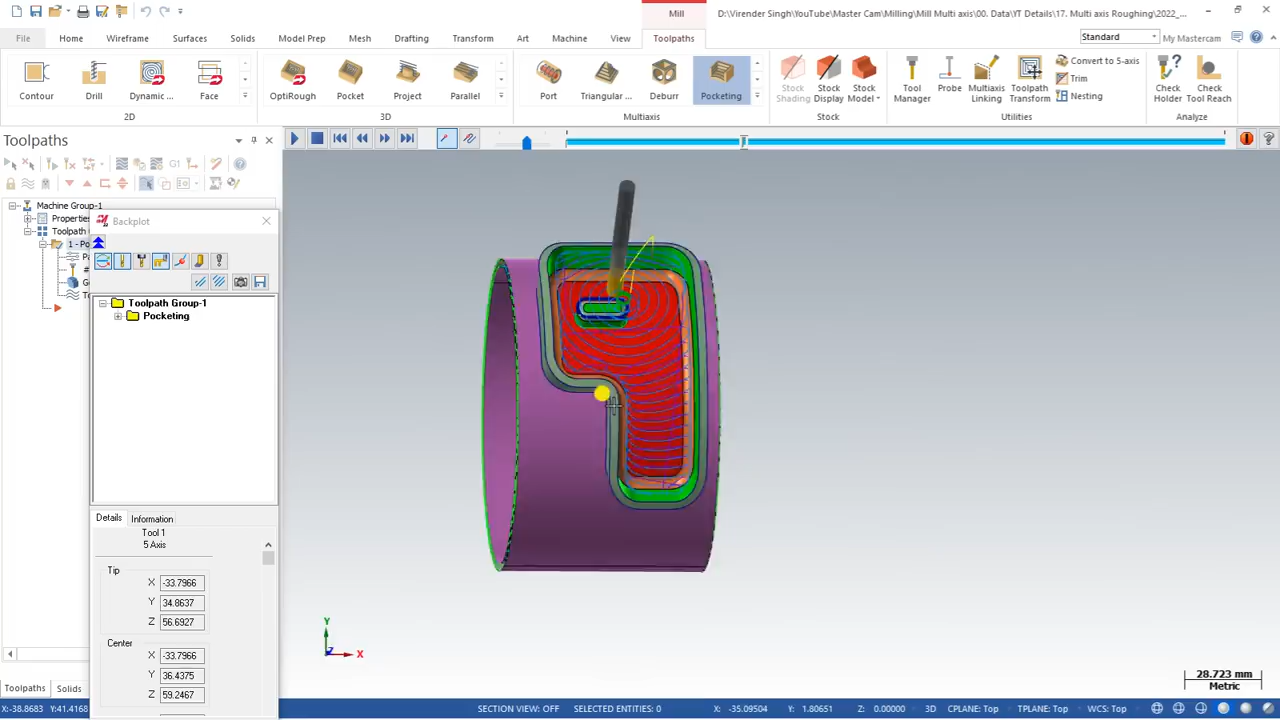 Mill
D:\Virender Singh\YouTube\Master Cam\Milling\Mill Multi axis\00. Data\YT Details\17. Multi axis Roughing\2022_...
File Home Wireframe Surfaces Solids Model Prep Mesh Drafting Transform Art Machine View Toolpaths
Standard My Mastercam
Contour Drill Dynamic ... Face
OptiRough Pocket Project Parallel
Port Triangular ... Deburr Pocketing
Stock Shading Stock Display Stock Model
Tool Manager Probe Multiaxis Linking Toolpath Transform
Convert to 5-axis
Trim
Nesting
Check Holder Check Tool Reach
2D 3D Multiaxis Stock Utilities Analyze
Toolpaths
G1
Machine Group-1
Properties
Toolpath
1 - Po
Backplot
Toolpath Group-1
Pocketing
Details Information
Tool 1
5 Axis
Tip
X -33.7966
Y 34.8637
Z 56.6927
Center
X -33.7966
Y 36.4375
Z 59.2467
Y
X
Toolpaths Solids
28.723 mm
Metric
X:-38.8683 Y:41.4168 SECTION VIEW: OFF SELECTED ENTITIES: 0 X: -35.09504 Y: 1.80651 Z: 0.00000 3D CPLANE: Top TPLANE: Top WCS: Top